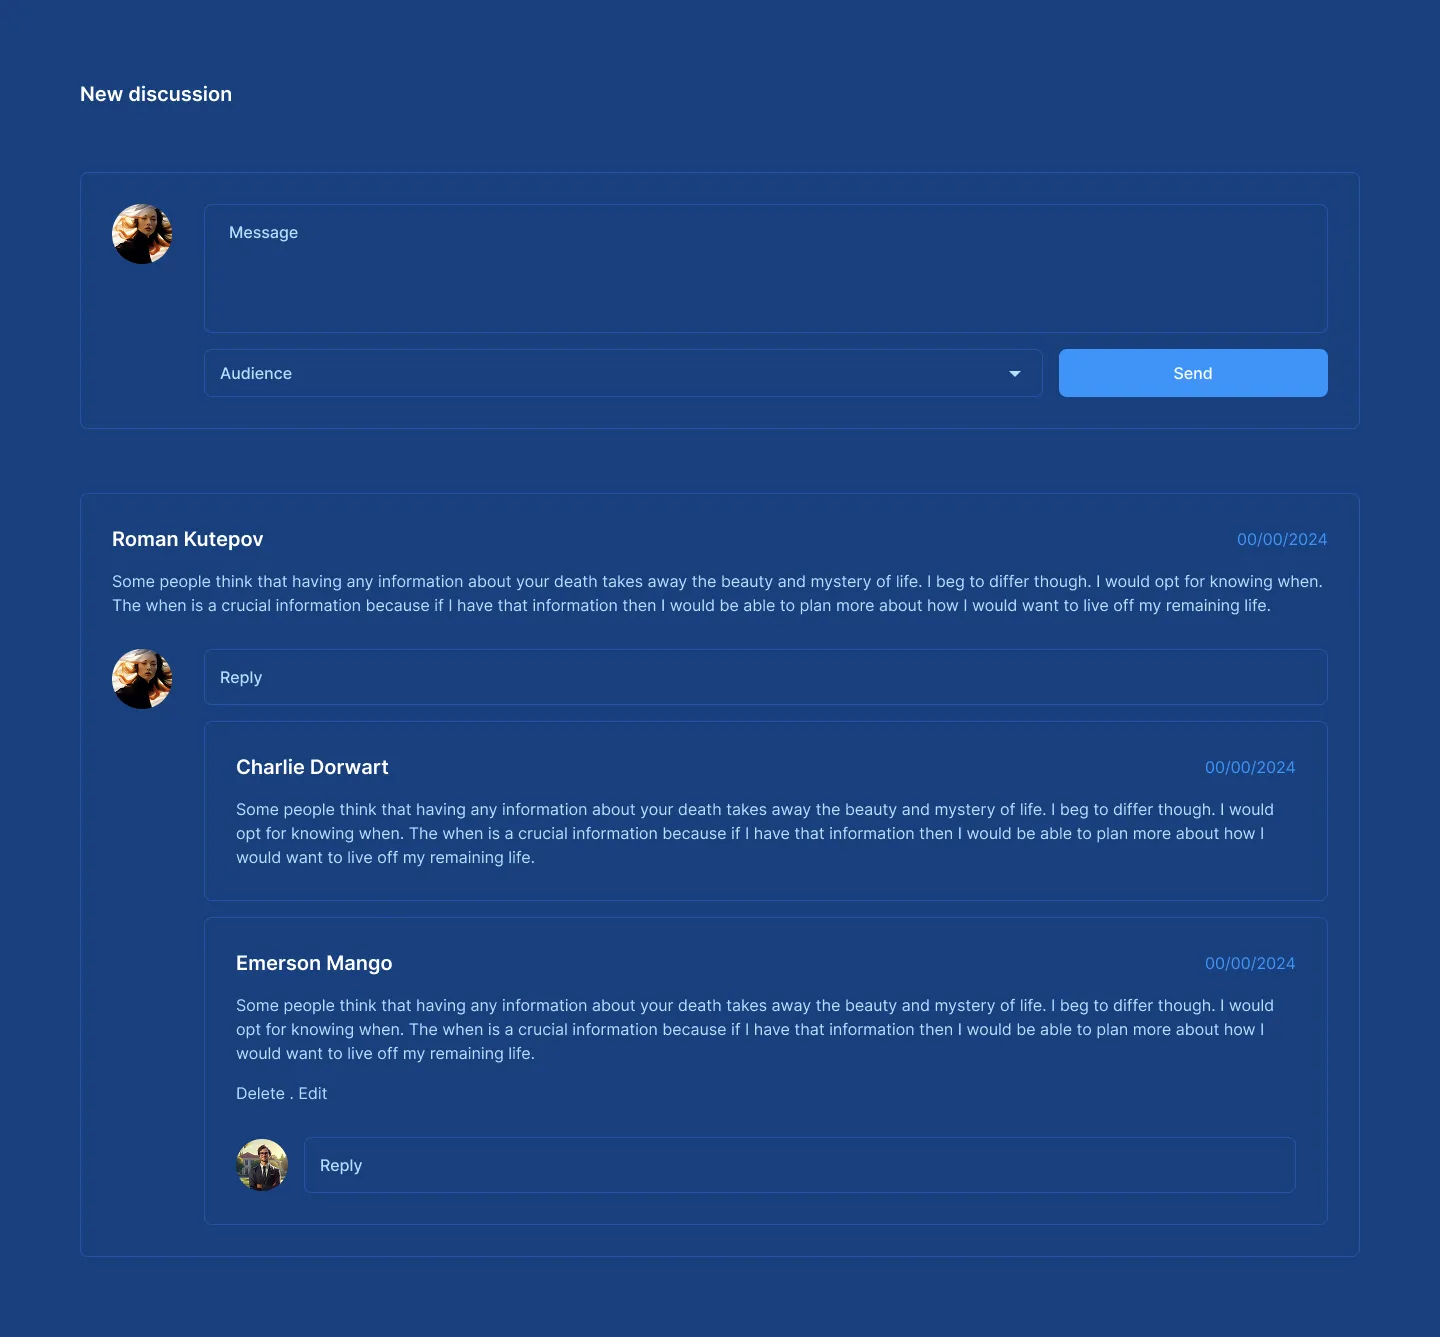 New discussion
Message
Audience
Send
Roman Kutepov
00/00/2024
Some people think that having any information about your death takes away the beauty and mystery of life. I beg to differ though. I would opt for knowing when.
The when is a crucial information because if I have that information then I would be able to plan more about how I would want to live off my remaining life.
Reply
Charlie Dorwart
00/00/2024
Some people think that having any information about your death takes away the beauty and mystery of life. I beg to differ though. I would
opt for knowing when. The when is a crucial information because if I have that information then I would be able to plan more about how I
would want to live off my remaining life.
Emerson Mango
00/00/2024
Some people think that having any information about your death takes away the beauty and mystery of life. I beg to differ though. I would
opt for knowing when. The when is a crucial information because if I have that information then I would be able to plan more about how I
would want to live off my remaining life.
Delete . Edit
Reply